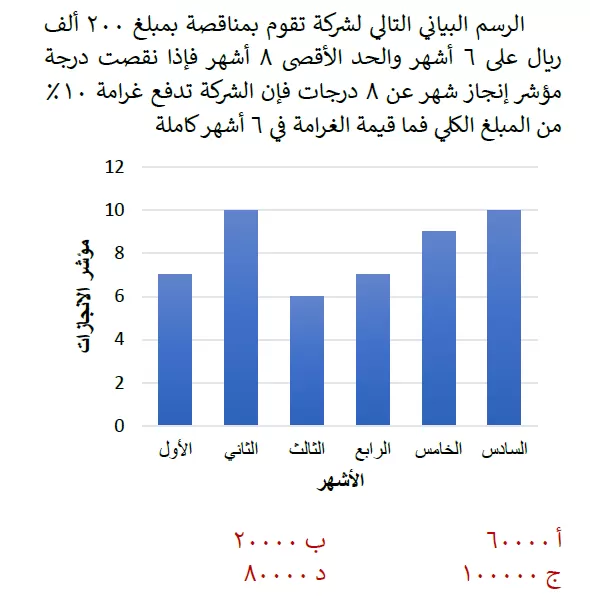 الرسم البياني التالي لشركة تقوم بمناقصة بمبلغ ٢٠٠ ألف
ريال على ٦ أشهر والحد الأقصى ٨ أشهر فإذا نقصت درجة
مؤشر إنجاز شهر عن ٨ درجات فإن الشركة تدفع غرامة ١٠٪
من المبلغ الكلي فما قيمة الغرامة في ٦ أشهر كاملة
12
10
8
6
4
2
0
مؤشر الانجازات
الأول الثاني الثالث الرابع الخامس السادس
الأشهر
أ ٦٠٠٠٠ ب ٢٠٠٠٠
ج ١٠٠٠٠٠ د ٨٠٠٠٠